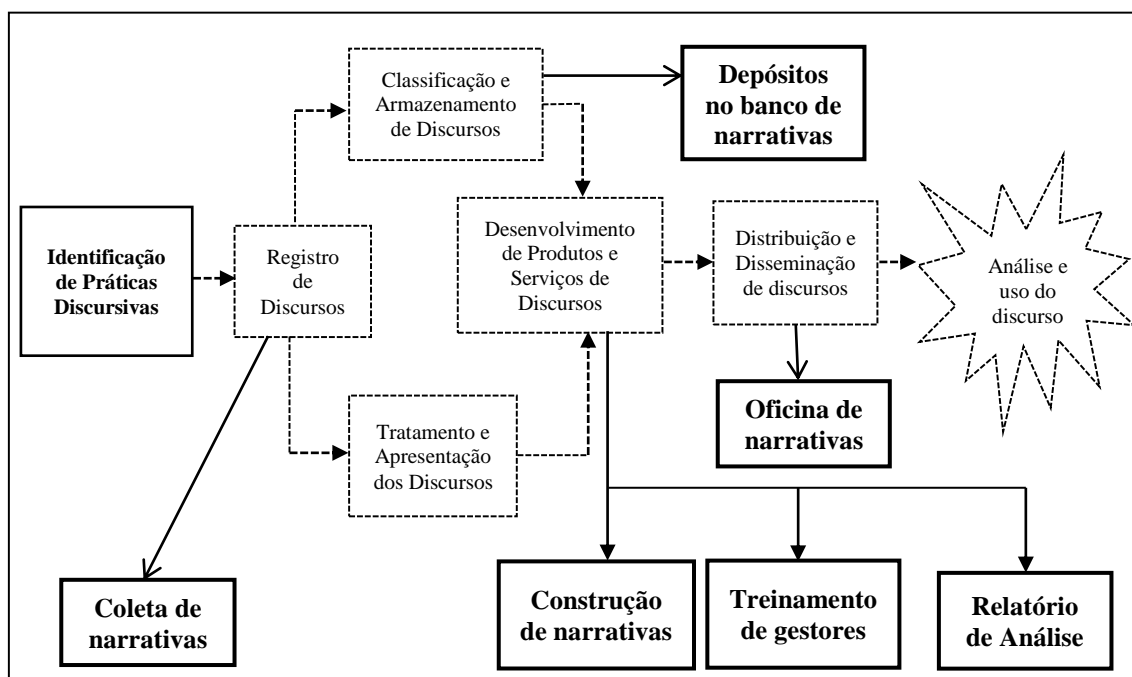 Classificação e
Armazenamento
de Discursos
Depósitos
no banco de
narrativas
Identificação
de Práticas
Discursivas
Registro
de
Discursos
Desenvolvimento
de Produtos e
Serviços de
Discursos
Distribuição e
Disseminação
de discursos
Análise e
uso do
discurso
Tratamento e
Apresentação
dos Discursos
Oficina de
narrativas
Coleta de
narrativas
Construção
de narrativas
Treinamento
de gestores
Relatório
de Análise